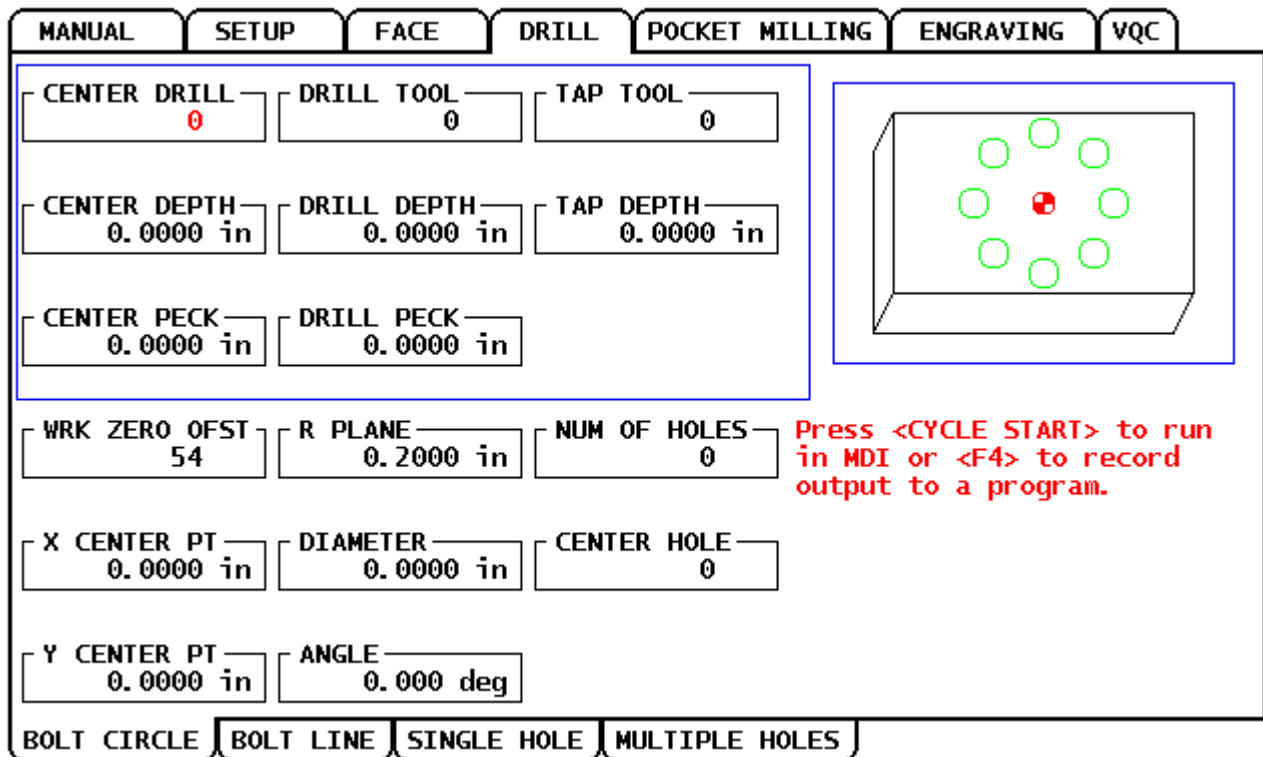 MANUAL SETUP FACE DRILL POCKET MILLING ENGRAVING VQC
CENTER DRILL DRILL TOOL TAP TOOL
0 0 0
CENTER DEPTH DRILL DEPTH TAP DEPTH
0.0000 in 0.0000 in 0.0000 in
CENTER PECK DRILL PECK
0.0000 in 0.0000 in
WRK ZERO OFST R PLANE NUM OF HOLES
54 0.2000 in 0
Press <CYCLE START> to run
in MDI or <F4> to record
output to a program.
X CENTER PT DIAMETER CENTER HOLE
0.0000 in 0.0000 in 0
Y CENTER PT ANGLE
0.0000 in 0.000 deg
BOLT CIRCLE BOLT LINE SINGLE HOLE MULTIPLE HOLES